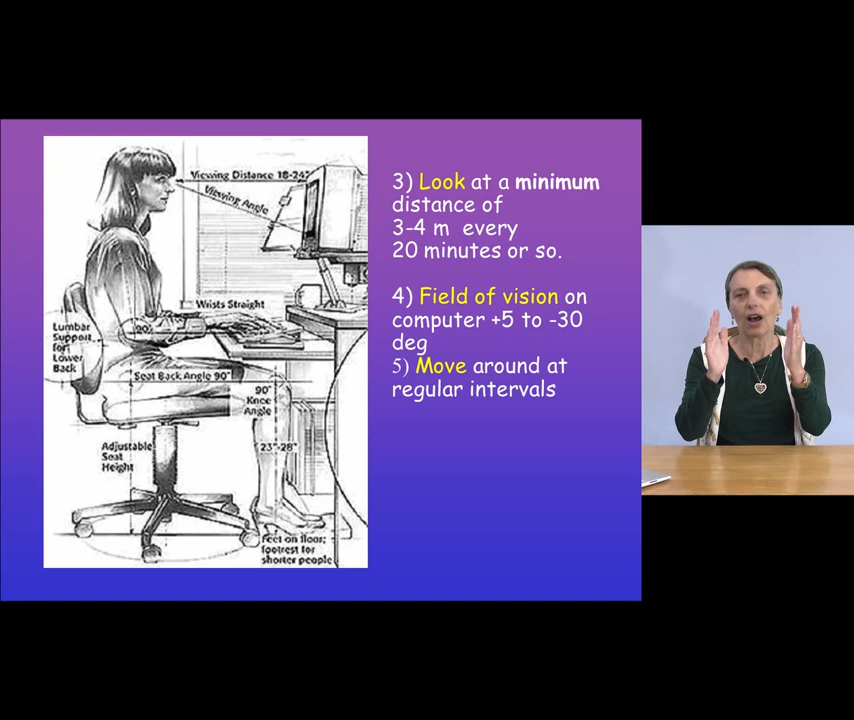 Viewing Distance 18-24"
Viewing Angle
Wrists Straight
Lumbar
Support
for
Lower
Back
90°
Seat Back Angle 90°
90°
Knee
Angle
Adjustable
Seat
Height
23"-28"
Feet on floor;
footrest for
shorter people
3) Look at a minimum
distance of
3-4 m every
20 minutes or so.
4) Field of vision on
computer +5 to -30
deg
5) Move around at
regular intervals